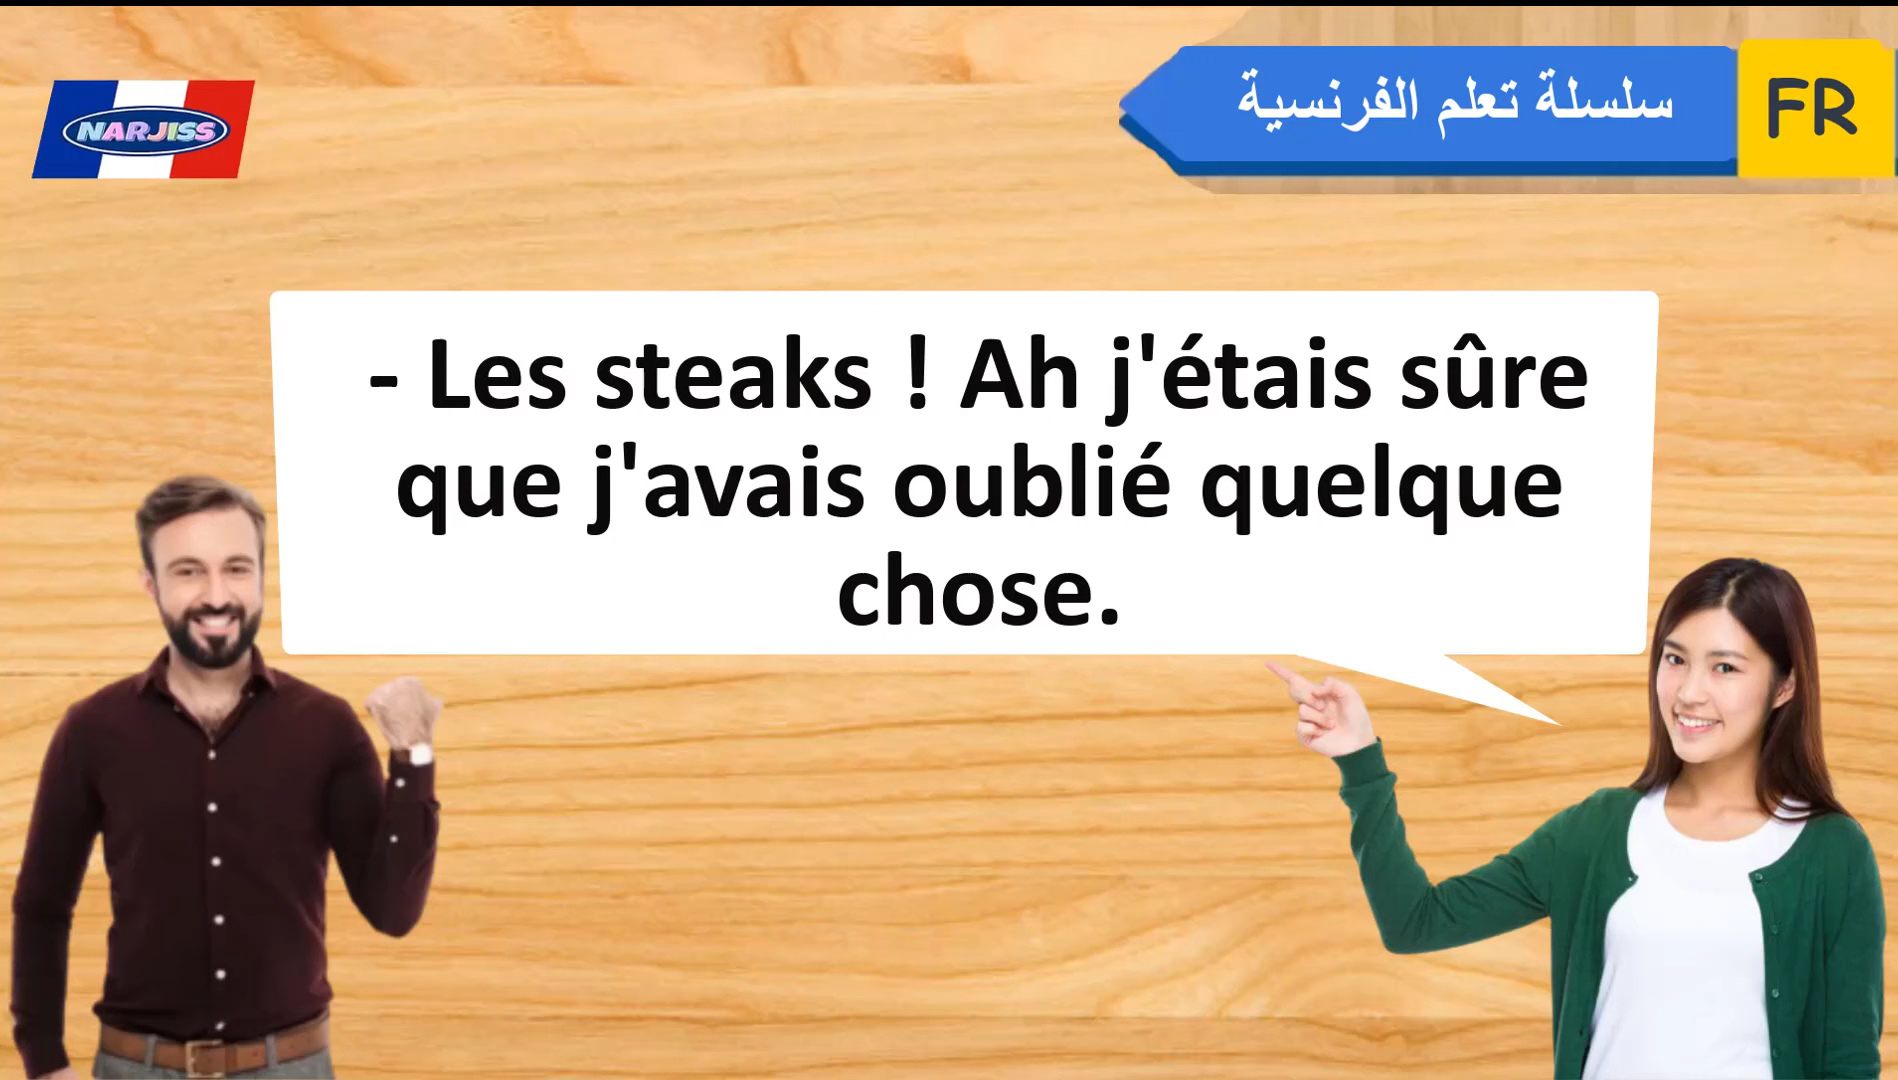 NARJISS
سلسلة تعلم الفرنسية
FR
- Les steaks ! Ah j'étais sûre
que j'avais oublié quelque
chose.